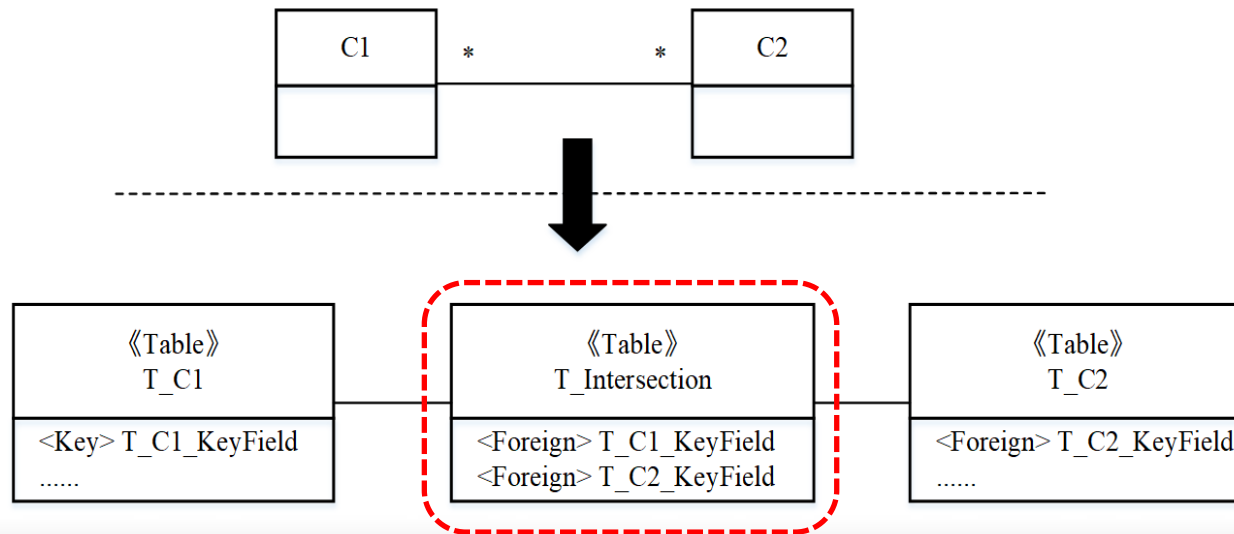 C1
*
*
C2
《Table》
T_C1
<Key> T_C1_KeyField
......
《Table》
T_Intersection
<Foreign> T_C1_KeyField
<Foreign> T_C2_KeyField
《Table》
T_C2
<Foreign> T_C2_KeyField
......